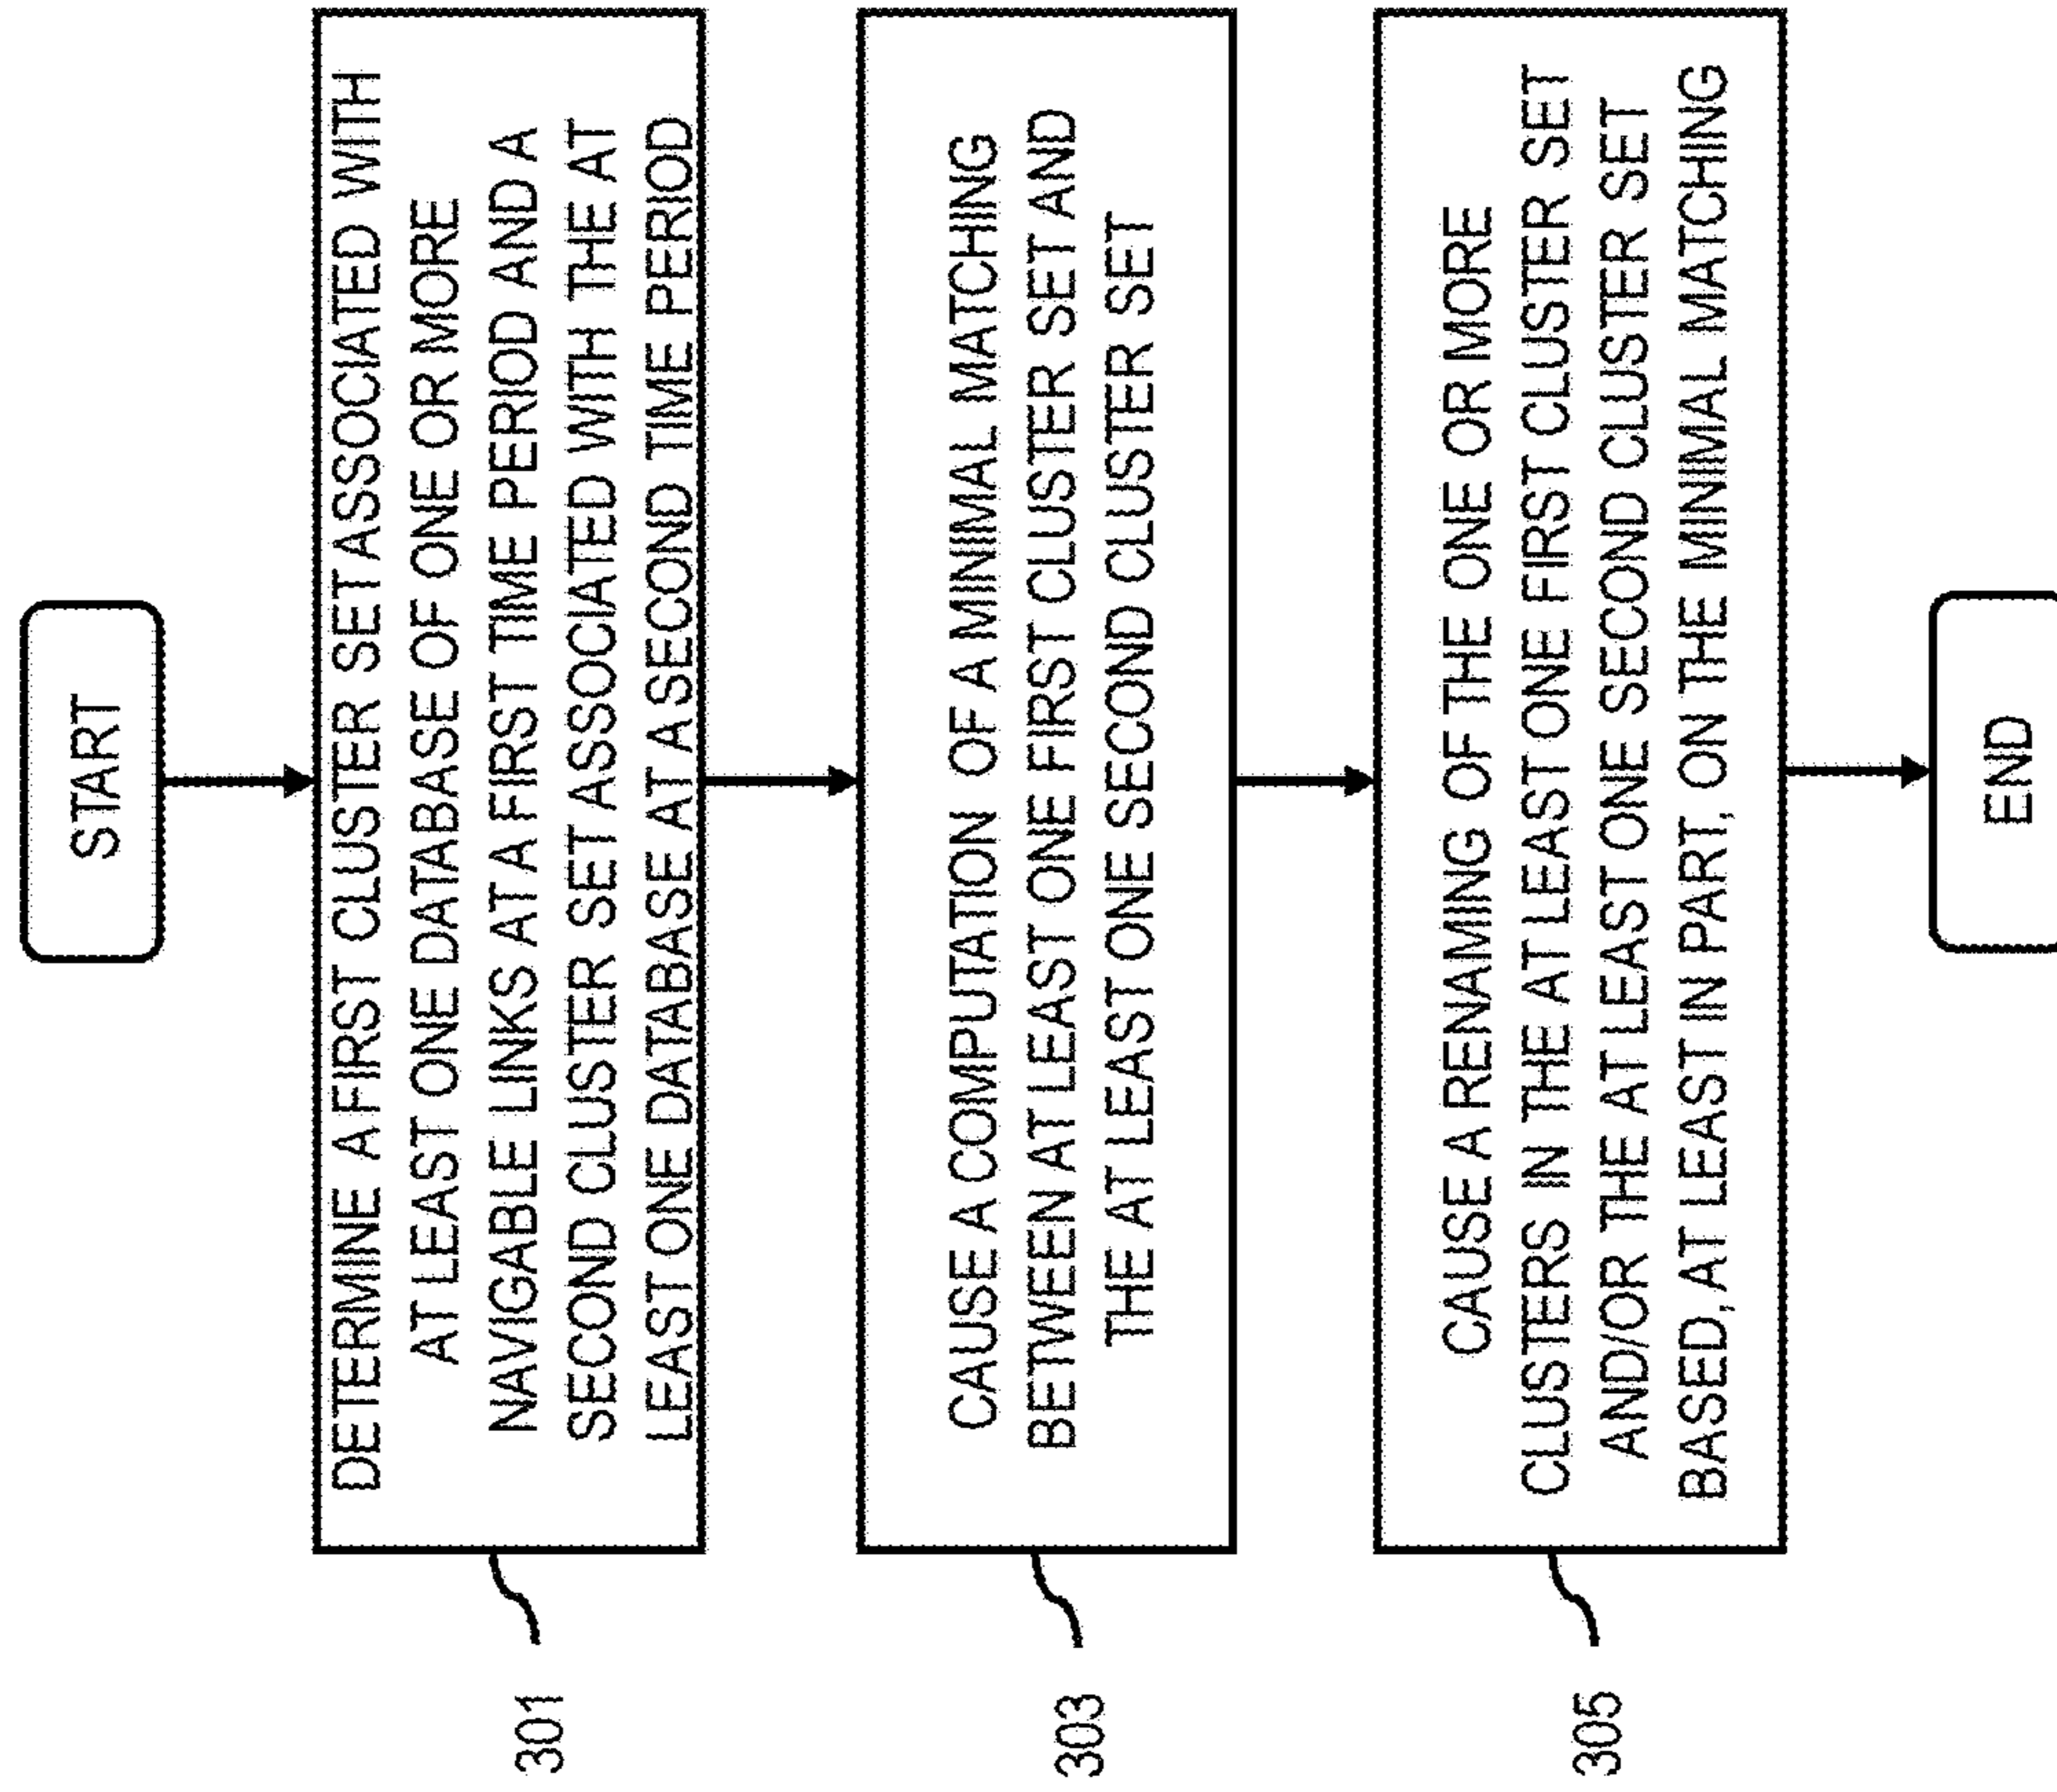 START
DETERMINE A FIRST CLUSTER SET ASSOCIATED WITH
AT LEAST ONE DATABASE OF ONE OR MORE
NAVIGABLE LINKS AT A FIRST TIME PERIOD AND A
SECOND CLUSTER SET ASSOCIATED WITH THE AT
LEAST ONE DATABASE AT A SECOND TIME PERIOD
301
CAUSE A COMPUTATION OF A MINIMAL MATCHING
BETWEEN AT LEAST ONE FIRST CLUSTER SET AND
THE AT LEAST ONE SECOND CLUSTER SET
303
CAUSE A RENAMING OF THE ONE OR MORE
CLUSTERS IN THE AT LEAST ONE FIRST CLUSTER SET
AND/OR THE AT LEAST ONE SECOND CLUSTER SET
BASED, AT LEAST IN PART, ON THE MINIMAL MATCHING
305
END